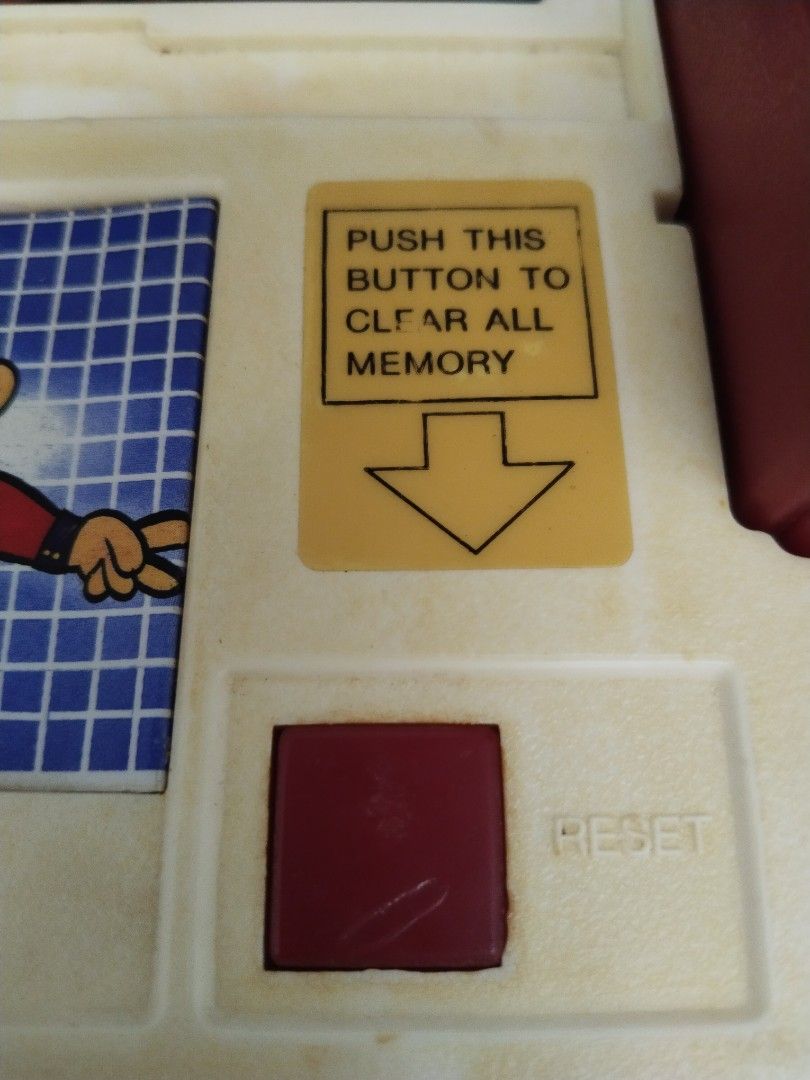 PUSH THIS
BUTTON TO
CLEAR ALL
MEMORY
RESET